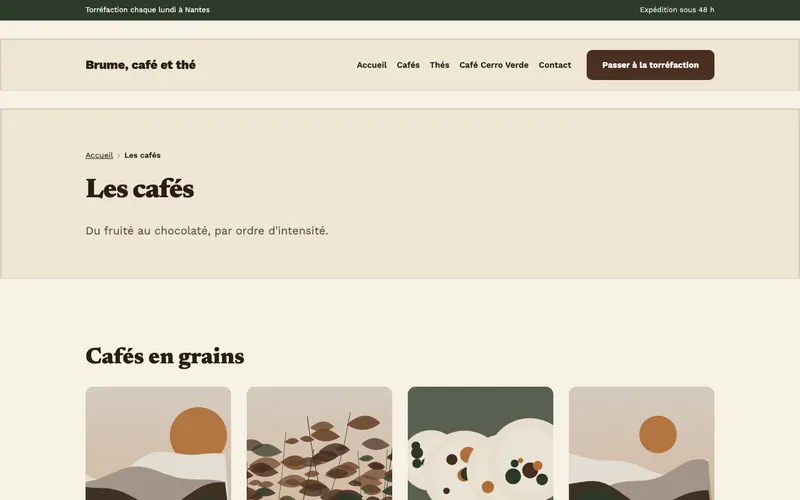 Torréfaction chaque lundi à Nantes
Expédition sous 48 h
Brume, café et thé
Accueil
Cafés
Thés
Café Cerro Verde
Contact
Passer à la torréfaction
Accueil › Les cafés
Les cafés
Du fruité au chocolaté, par ordre d'intensité.
Cafés en grains